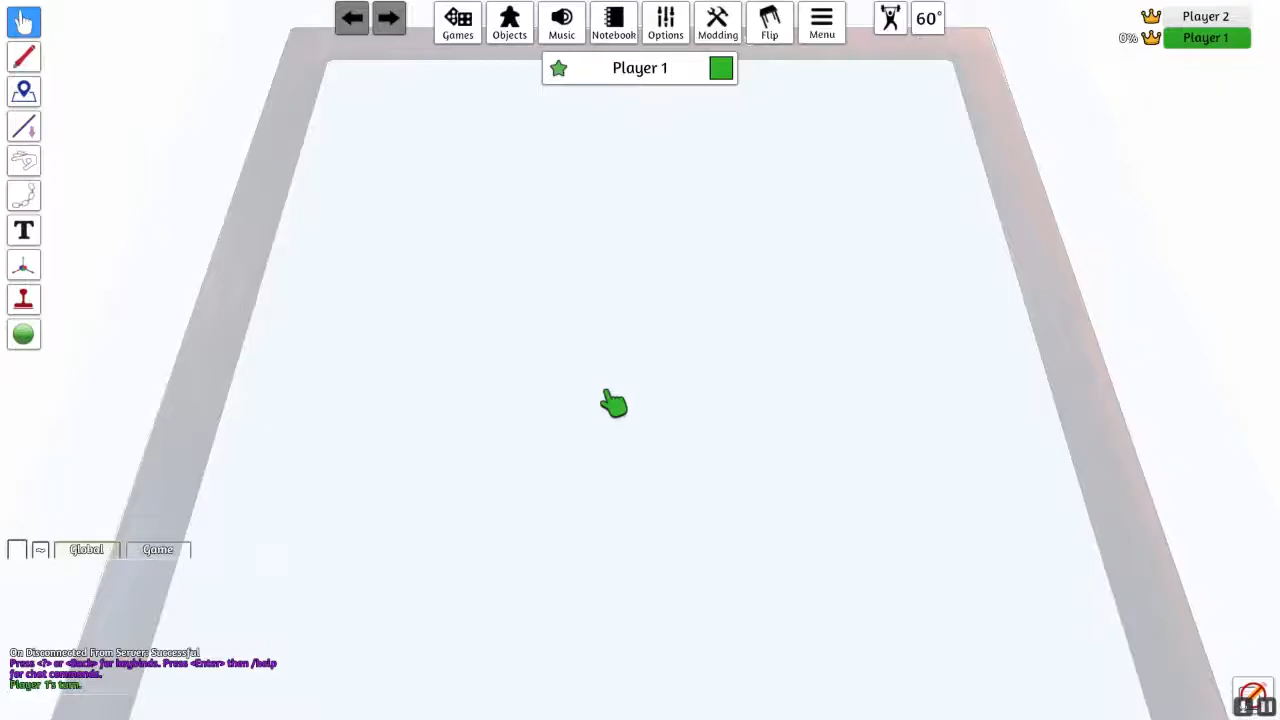 Games
Objects
Music
Notebook
Options
Modding
Flip
Menu
60°
Player 2
0% Player 1
Player 1
T
~ Global Game
On Disconnected From Server: Successful
Press <?> or <Back> for keybinds. Press <Enter> then /help
for chat commands.
Player 1's turn.